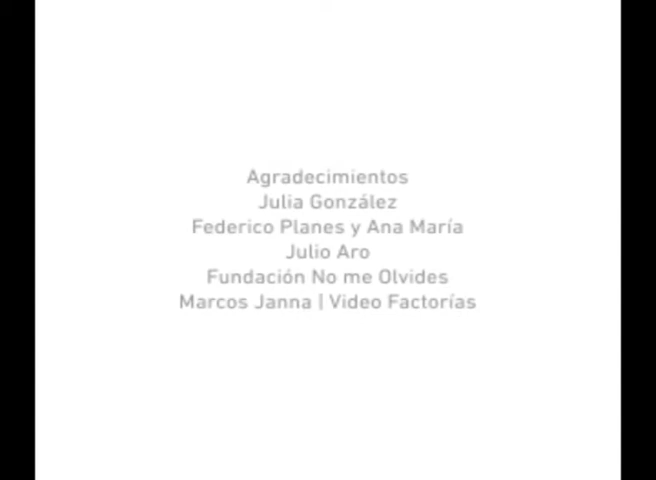 Agradecimientos
Julia González
Federico Planes y Ana María
Julio Aro
Fundación No me Olvides
Marcos Janna | Video Factorías